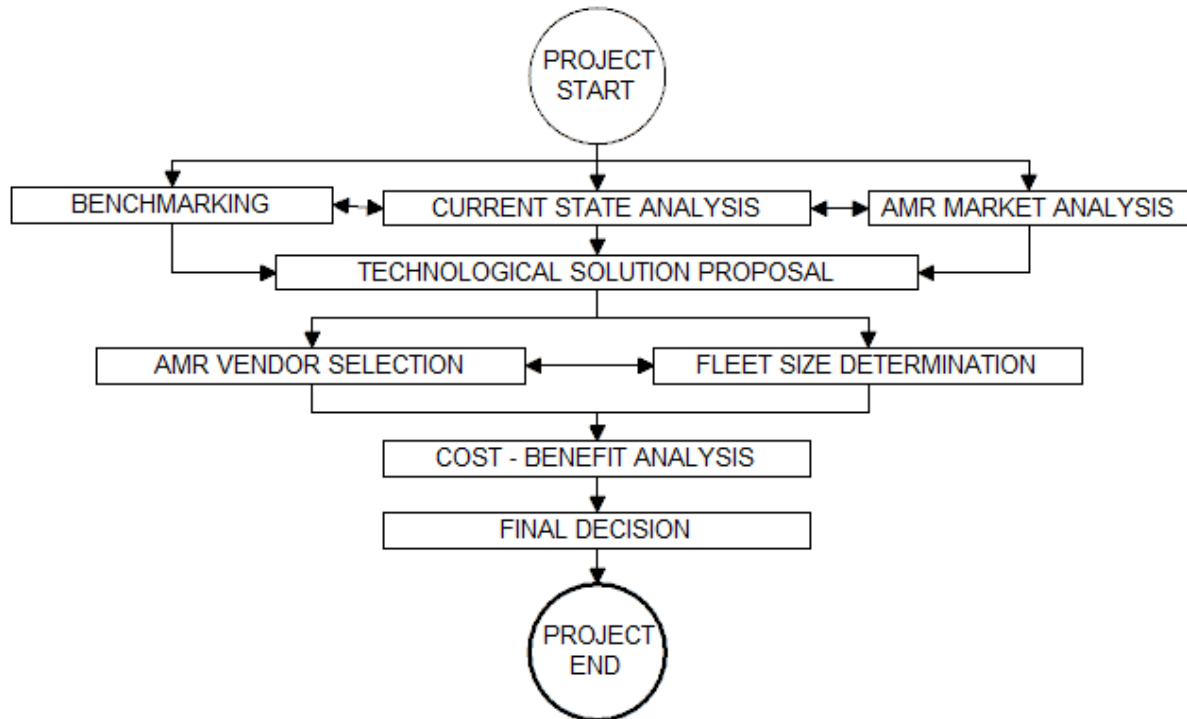 PROJECT
START
BENCHMARKING
CURRENT STATE ANALYSIS
AMR MARKET ANALYSIS
TECHNOLOGICAL SOLUTION PROPOSAL
AMR VENDOR SELECTION
FLEET SIZE DETERMINATION
COST - BENEFIT ANALYSIS
FINAL DECISION
PROJECT
END